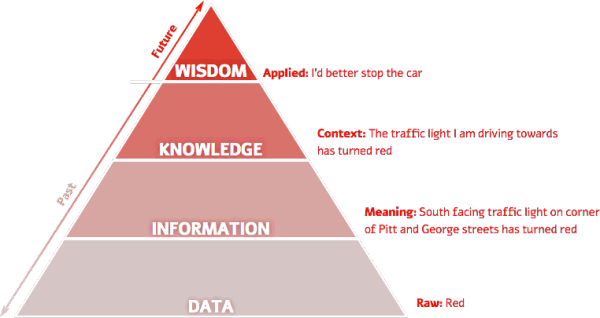 Future
WISDOM
Applied: I'd better stop the car
KNOWLEDGE
Context: The traffic light I am driving towards
has turned red
Past
INFORMATION
Meaning: South facing traffic light on corner
of Pitt and George streets has turned red
DATA
Raw: Red